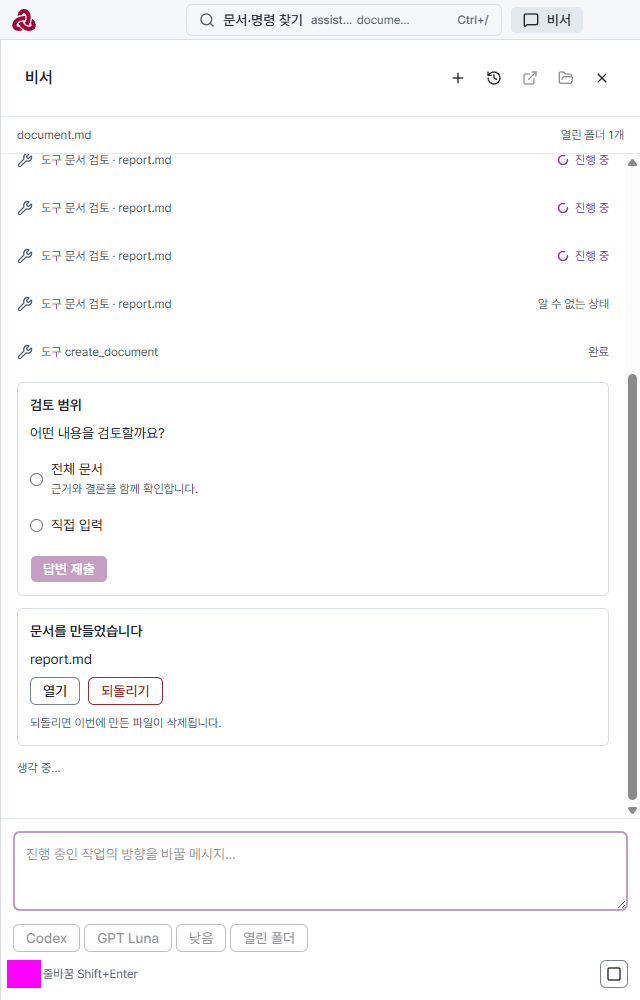 문서·명령 찾기 assist... docume... Ctrl+/ 비서
비서
document.md 열린 폴더 1개
도구 문서 검토 · report.md 진행 중
도구 문서 검토 · report.md 진행 중
도구 문서 검토 · report.md 진행 중
도구 문서 검토 · report.md 알 수 없는 상태
도구 create_document 완료
검토 범위
어떤 내용을 검토할까요?
전체 문서
근거와 결론을 함께 확인합니다.
직접 입력
답변 제출
문서를 만들었습니다
report.md
열기 되돌리기
되돌리면 이번에 만든 파일이 삭제됩니다.
생각 중...
진행 중인 작업의 방향을 바꿀 메시지...
Codex GPT Luna 낮음 열린 폴더
줄바꿈 Shift+Enter